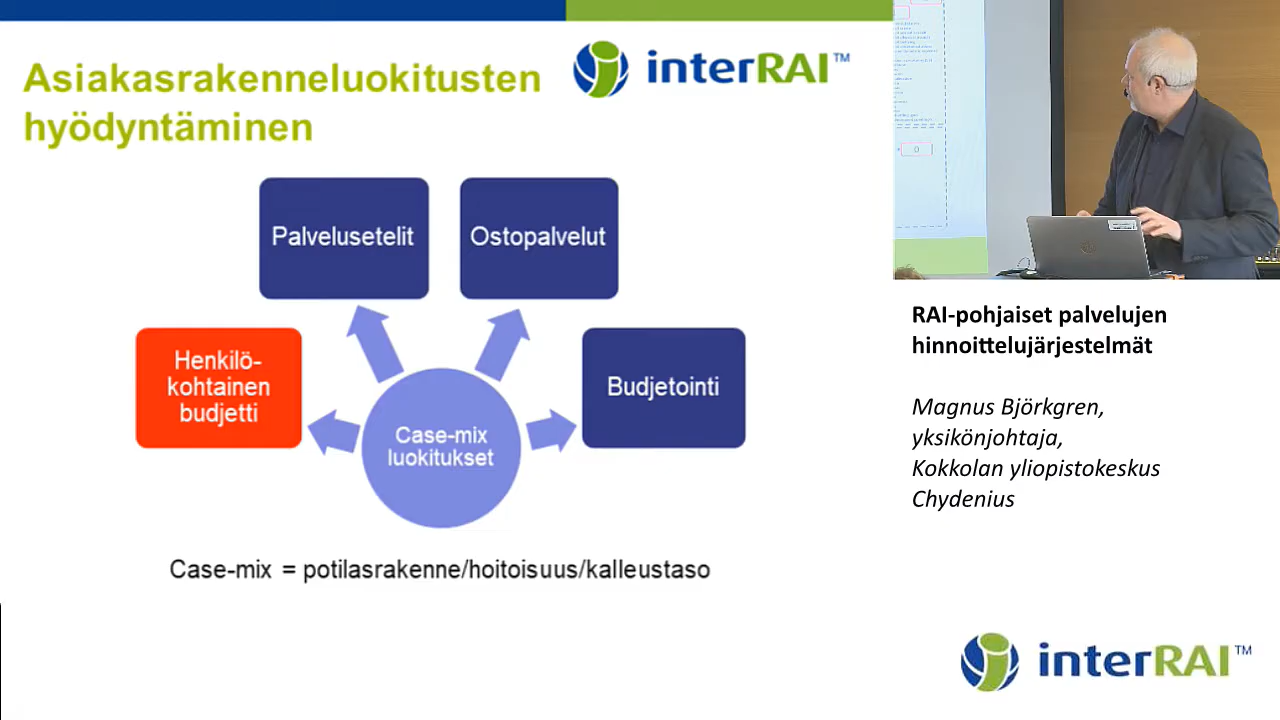 Asiakasrakenneluokitusten
hyödyntäminen
interRAI™
Palvelusetelit
Ostopalvelut
Henkilö-
kohtainen
budjetti
Budjetointi
Case-mix
luokitukset
Case-mix = potilasrakenne/hoitoisuus/kalleustaso
0
RAI-pohjaiset palvelujen
hinnoittelujärjestelmät
Magnus Björkgren,
yksikönjohtaja,
Kokkolan yliopistokeskus
Chydenius
interRAI™